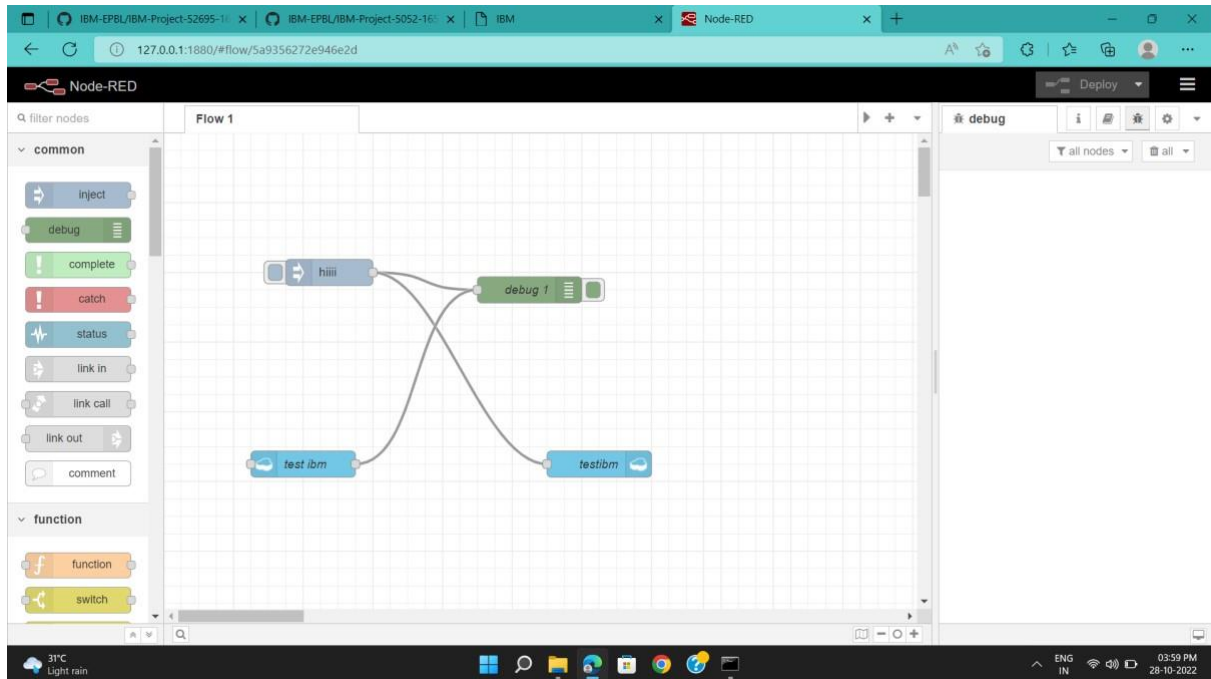 IBM-EPBL/IBM-Project-52695-16
IBM-EPBL/IBM-Project-5052-165
IBM
Node-RED
127.0.0.1:1880/#flow/5a9356272e946e2d
Node-RED
Deploy
filter nodes
Flow 1
debug
i
common
all nodes
all
inject
debug
complete
catch
status
link in
link call
link out
comment
function
function
switch
hiiii
debug 1
test ibm
testibm
31°C
Light rain
ENG
IN
03:59 PM
28-10-2022